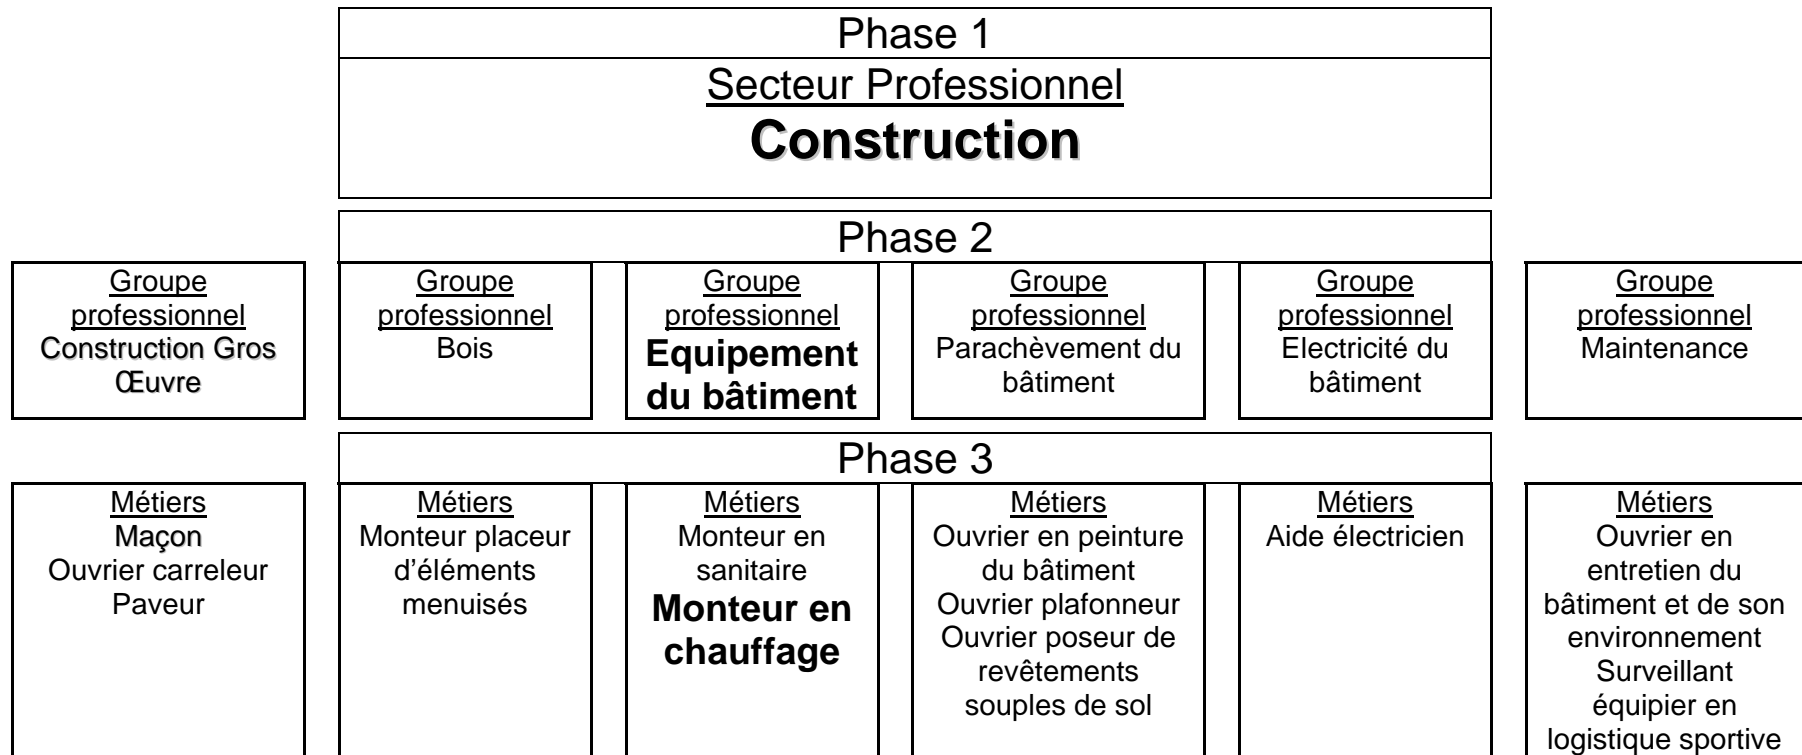 Phase 1
Secteur Professionnel
Construction
Phase 2
Groupe
professionnel
Construction Gros
Œuvre
Groupe
professionnel
Bois
Groupe
professionnel
Equipement
du bâtiment
Groupe
professionnel
Parachèvement du
bâtiment
Groupe
professionnel
Electricité du
bâtiment
Groupe
professionnel
Maintenance
Phase 3
Métiers
Maçon
Ouvrier carreleur
Paveur
Métiers
Monteur placeur
d’éléments
menuisés
Métiers
Monteur en
sanitaire
Monteur en
chauffage
Métiers
Ouvrier en peinture
du bâtiment
Ouvrier plafonneur
Ouvrier poseur de
revêtements
souples de sol
Métiers
Aide électricien
Métiers
Ouvrier en
entretien du
bâtiment et de son
environnement
Surveillant
équipier en
logistique sportive